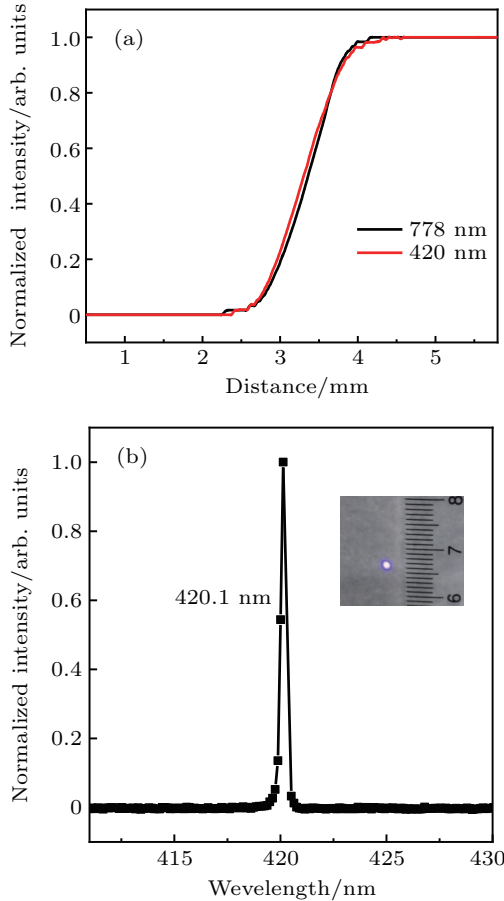 (a)
Normalized intensity/arb. units
1.0
0.8
0.6
0.4
0.2
0
778 nm
420 nm
1
2
3
4
5
Distance/mm
(b)
Normalized intensity/arb. units
1.0
0.8
0.6
0.4
0.2
0
420.1 nm
8
7
6
415
420
425
430
Wevelength/nm